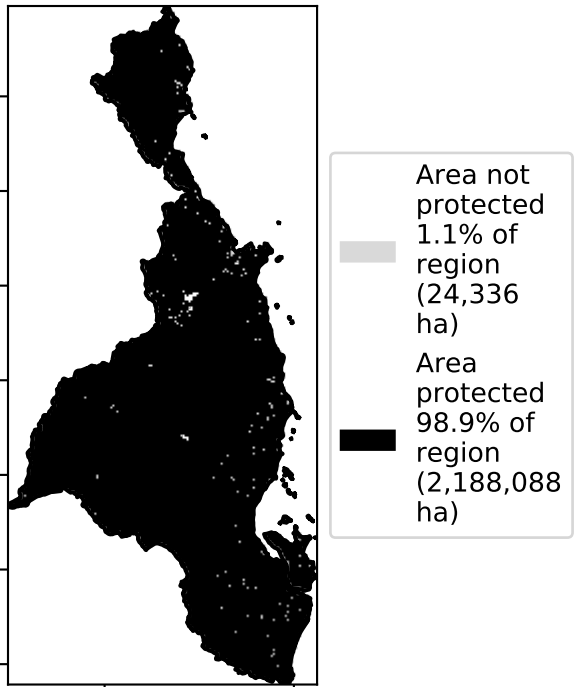 Area not
protected
1.1% of
region
(24,336
ha)
Area
protected
98.9% of
region
(2,188,088
ha)